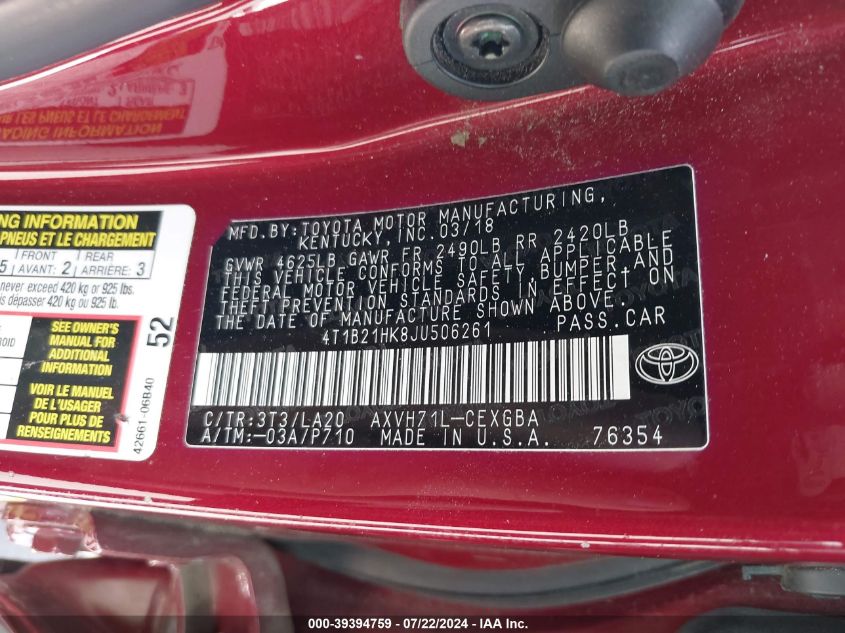 MFD. BY: TOYOTA MOTOR MANUFACTURING,
KENTUCKY, INC. 03/18
GVWR 4625LB GAWR FR 2490LB RR 2420LB
THIS VEHICLE CONFORMS TO ALL APPLICABLE
FEDERAL MOTOR VEHICLE SAFETY, BUMPER, AND
THEFT PREVENTION STANDARDS IN EFFECT ON
THE DATE OF MANUFACTURE SHOWN ABOVE.
4T1B21HK8JU506261 PASS. CAR
C/TR: 3T3/LA20 AXVH71L-CEXGBA
A/TM: -03A/P710 MADE IN U.S.A. 76354
INFORMATION
PNEUS ET LE CHARGEMENT
5 FRONT REAR
AVANT: 2 ARRIÈRE: 3
never exceed 420 kg or 925 lbs.
dépasser 420 kg ou 925 lb.
SEE OWNER'S
MANUAL FOR
ADDITIONAL
INFORMATION
VOIR LE MANUEL
DE L'USAGER
POUR PLUS DE
RENSEIGNEMENTS
52
42661-06B40
000-39394759 - 07/22/2024 - IAAI.com